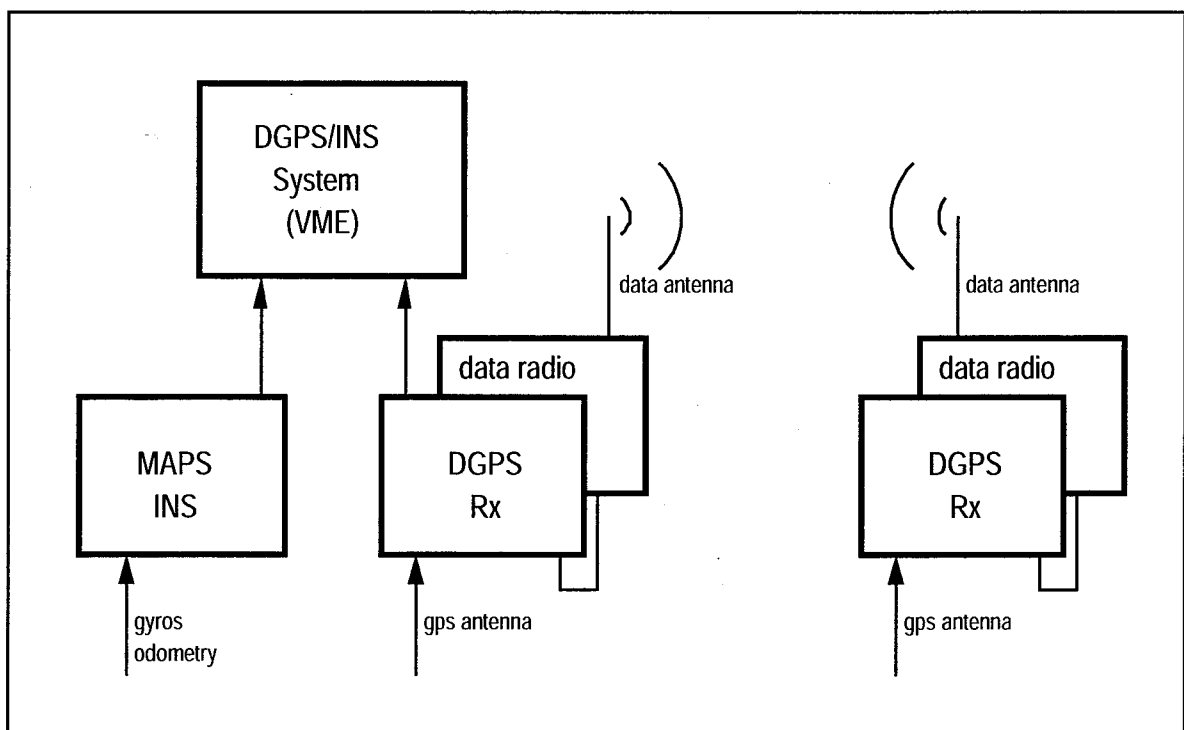 DGPS/INS
System
(VME)
data antenna
data antenna
data radio
data radio
MAPS
INS
DGPS
Rx
DGPS
Rx
gyros
odometry
gps antenna
gps antenna